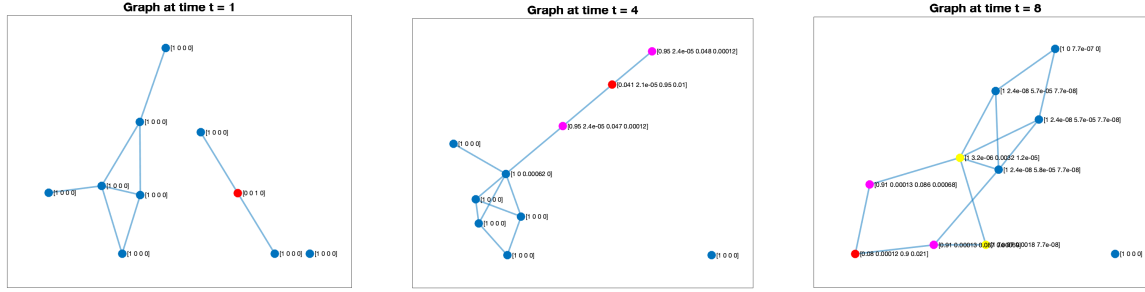 Graph at time t = 1
[1 0 0 0]
[1 0 0 0]
[1 0 0 0]
[1 0 0 0]
[1 0 0 0]
[1 0 0 0]
[0 0 1 0]
[1 0 0 0]
[1 0 0 0]
[1 0 0 0]
Graph at time t = 4
[0.95 2.4e-05 0.048 0.00012]
[0.041 2.1e-05 0.95 0.01]
[0.95 2.4e-05 0.047 0.00012]
[1 0 0 0]
[1 0 0.00062 0]
[1 0 0 0]
[1 0 0 0]
[1 0 0 0]
[1 0 0 0]
[1 0 0 0]
Graph at time t = 8
[1 0 7.7e-07 0]
[1 2.4e-08 5.7e-05 7.7e-08]
[1 2.4e-08 5.7e-05 7.7e-08]
[1 3.2e-06 0.0032 1.2e-05]
[1 2.4e-08 5.8e-05 7.7e-08]
[0.91 0.00013 0.086 0.00068]
[0.91 0.00013
0.0018 7.7e-08]
[0.08 0.00012 0.9 0.021]
[1 0 0 0]